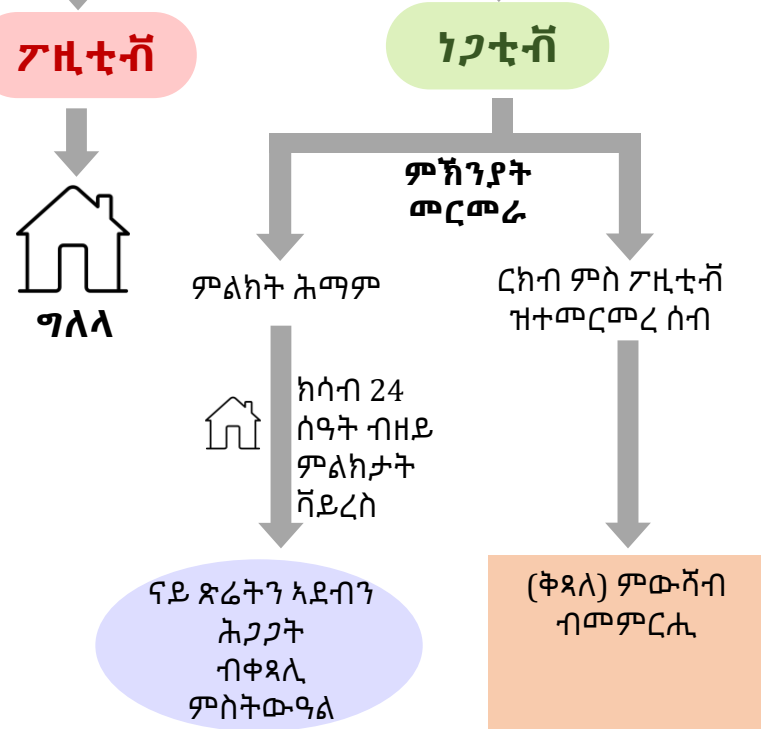 ፖዚቲቭ
ነጋቲቭ
ግለላ
ምኽንያት
መርመራ
ምልክት ሕማም
ክሳብ 24
ሰዓት ብዘይ
ምልክታት
ቫይረስ
ናይ ጽሬትን ኣደብን
ሕጋጋት
ብቀጻሊ
ምስትውዓል
ርክብ ምስ ፖዚቲቭ
ዝተመርመረ ሰብ
(ቅጻለ) ምውሻብ
ብመምርሒ